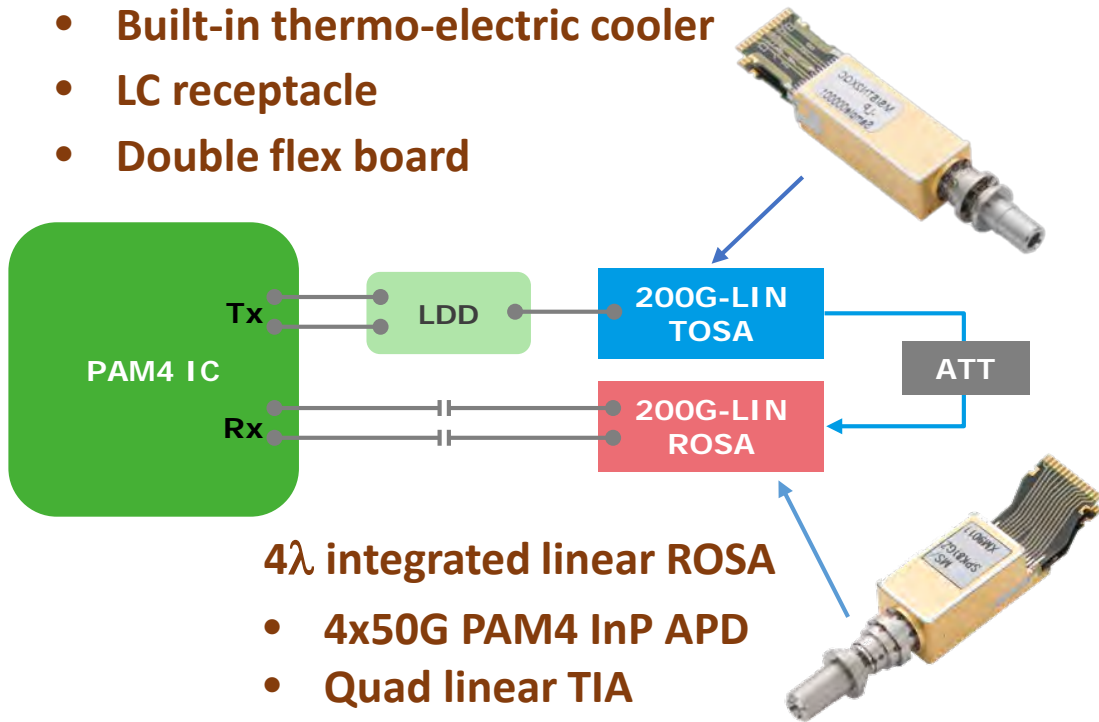 • Built-in thermo-electric cooler
• LC receptacle
• Double flex board
Tx
LDD
200G-LIN
TOSA
PAM4 IC
ATT
Rx
200G-LIN
ROSA
4λ integrated linear ROSA
• 4x50G PAM4 InP APD
• Quad linear TIA